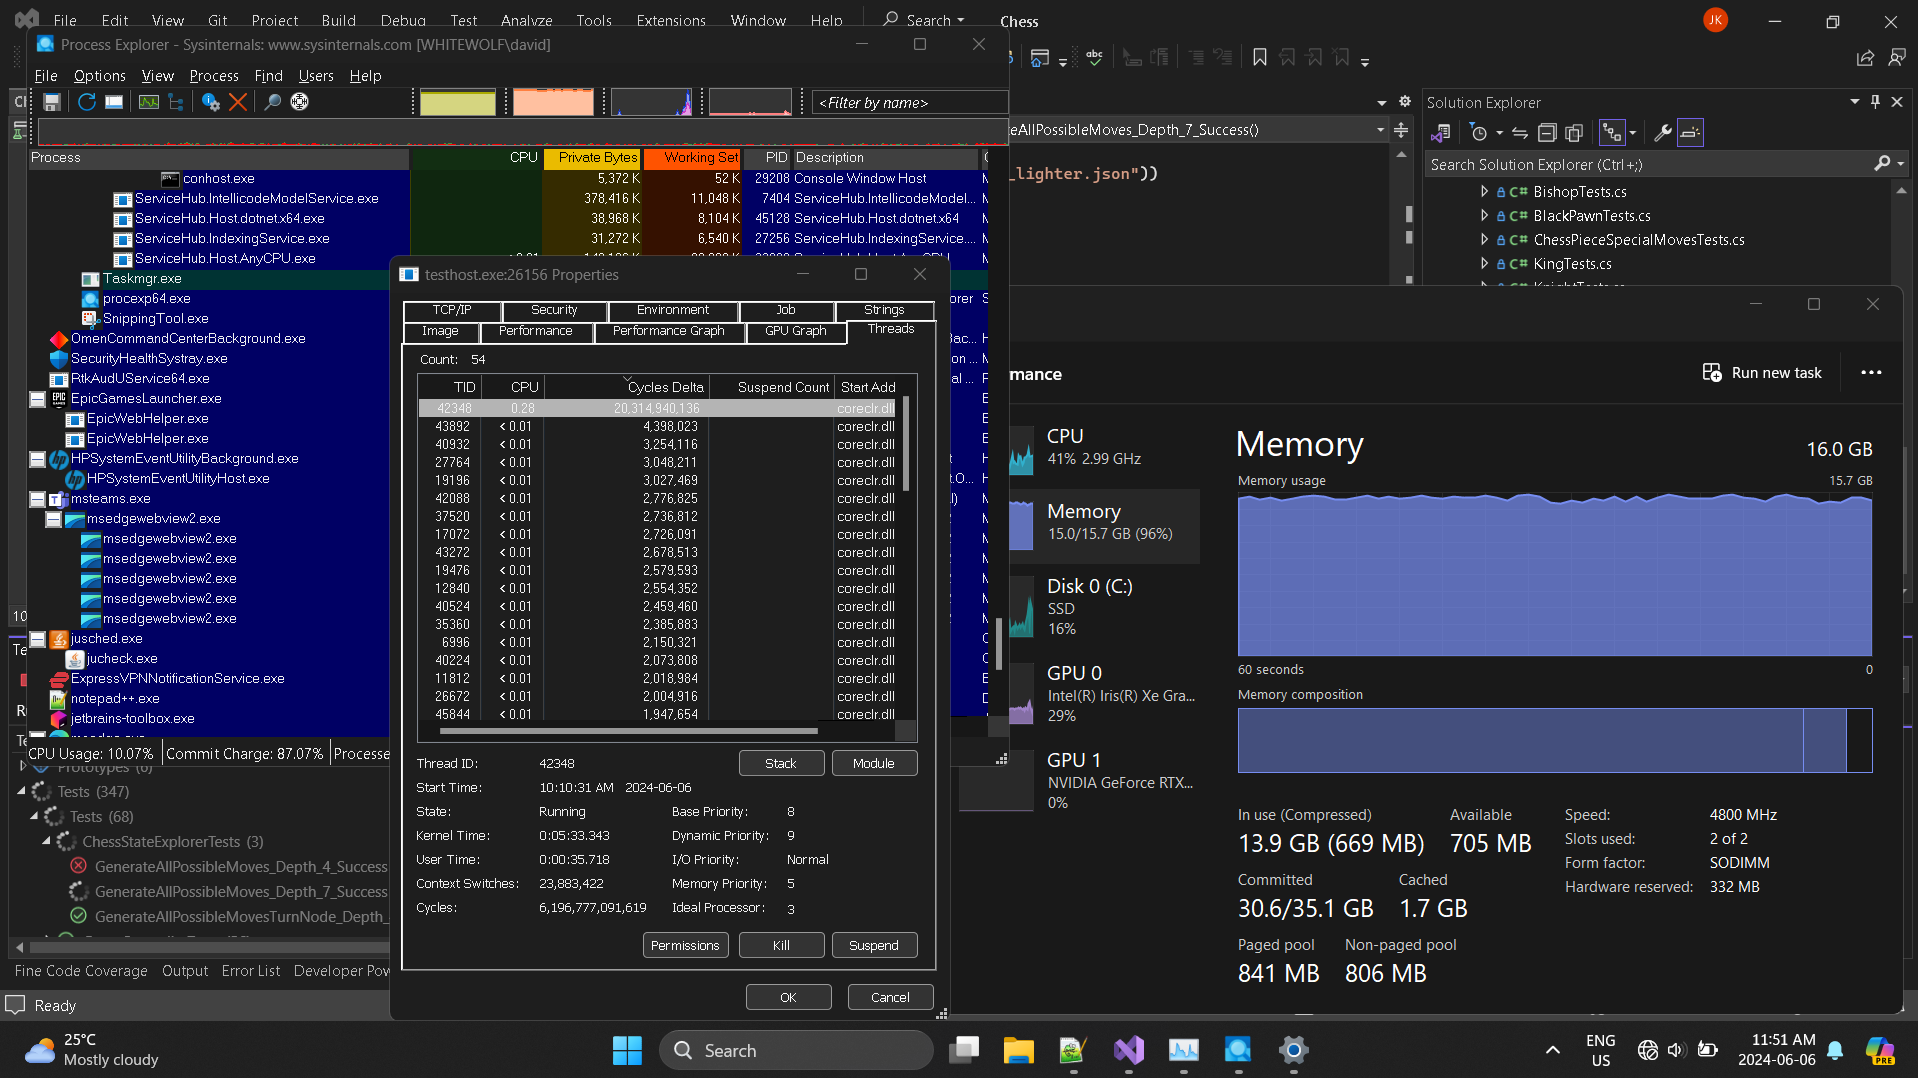 File Edit View Git Project Build Debug Test Analyze Tools Extensions Window Help Search Chess JK
Process Explorer - Sysinternals: www.sysinternals.com [WHITEWOLF\david]
File Options View Process Find Users Help
<Filter by name>
eAllPossibleMoves_Depth_7_Success()
_lighter.json"))
Solution Explorer
Search Solution Explorer (Ctrl+;)
C# BishopTests.cs
C# BlackPawnTests.cs
C# ChessPieceSpecialMovesTests.cs
C# KingTests.cs
Process CPU Private Bytes Working Set PID Description
conhost.exe 5,372 K 52 K 29208 Console Window Host
ServiceHub.IntellicodeModelService.exe 378,416 K 11,048 K 7404 ServiceHub.IntellicodeModel...
ServiceHub.Host.dotnet.x64.exe 38,968 K 8,104 K 45128 ServiceHub.Host.dotnet.x64
ServiceHub.IndexingService.exe 31,272 K 6,540 K 27256 ServiceHub.IndexingService....
ServiceHub.Host.AnyCPU.exe
Taskmgr.exe
procexp64.exe
SnippingTool.exe
OmenCommandCenterBackground.exe
SecurityHealthSystray.exe
RtkAudUService64.exe
EpicGamesLauncher.exe
EpicWebHelper.exe
EpicWebHelper.exe
HPSystemEventUtilityBackground.exe
HPSystemEventUtilityHost.exe
msteams.exe
msedgewebview2.exe
msedgewebview2.exe
msedgewebview2.exe
msedgewebview2.exe
msedgewebview2.exe
msedgewebview2.exe
jusched.exe
jucheck.exe
ExpressVPNNotificationService.exe
notepad++.exe
jetbrains-toolbox.exe
CPU Usage: 10.07% Commit Charge: 87.07% Processe
Tests (347)
Tests (68)
ChessStateExplorerTests (3)
GenerateAllPossibleMoves_Depth_4_Success
GenerateAllPossibleMoves_Depth_7_Success
GenerateAllPossibleMovesTurnNode_Depth_
Fine Code Coverage Output Error List Developer Pow
Ready
testhost.exe:26156 Properties
TCP/IP Security Environment Job Strings
Image Performance Performance Graph GPU Graph Threads
Count: 54
TID CPU Cycles Delta Suspend Count Start Add
42348 0.28 20,314,940,136 coreclr.dll
43892 < 0.01 4,398,023 coreclr.dll
40932 < 0.01 3,254,116 coreclr.dll
27764 < 0.01 3,048,211 coreclr.dll
19196 < 0.01 3,027,469 coreclr.dll
42088 < 0.01 2,776,825 coreclr.dll
37520 < 0.01 2,736,812 coreclr.dll
17072 < 0.01 2,726,091 coreclr.dll
43272 < 0.01 2,678,513 coreclr.dll
19476 < 0.01 2,579,593 coreclr.dll
12840 < 0.01 2,554,352 coreclr.dll
40524 < 0.01 2,459,460 coreclr.dll
35360 < 0.01 2,385,883 coreclr.dll
6996 < 0.01 2,150,321 coreclr.dll
40224 < 0.01 2,073,808 coreclr.dll
11812 < 0.01 2,018,984 coreclr.dll
26672 < 0.01 2,004,916 coreclr.dll
45844 < 0.01 1,947,654 coreclr.dll
Thread ID: 42348 Stack Module
Start Time: 10:10:31 AM 2024-06-06
State: Running Base Priority: 8
Kernel Time: 0:05:33.343 Dynamic Priority: 9
User Time: 0:00:35.718 I/O Priority: Normal
Context Switches: 23,883,422 Memory Priority: 5
Cycles: 6,196,777,091,619 Ideal Processor: 3
Permissions Kill Suspend
OK Cancel
mance Run new task
CPU
41% 2.99 GHz
Memory
15.0/15.7 GB (96%)
Disk 0 (C:)
SSD
16%
GPU 0
Intel(R) Iris(R) Xe Gra...
29%
GPU 1
NVIDIA GeForce RTX...
0%
Memory 16.0 GB
Memory usage 15.7 GB
60 seconds 0
Memory composition
In use (Compressed) Available
13.9 GB (669 MB) 705 MB
Committed Cached
30.6/35.1 GB 1.7 GB
Paged pool Non-paged pool
841 MB 806 MB
Speed: 4800 MHz
Slots used: 2 of 2
Form factor: SODIMM
Hardware reserved: 332 MB
25°C
Mostly cloudy
Search
ENG
US
11:51 AM
2024-06-06
PRE